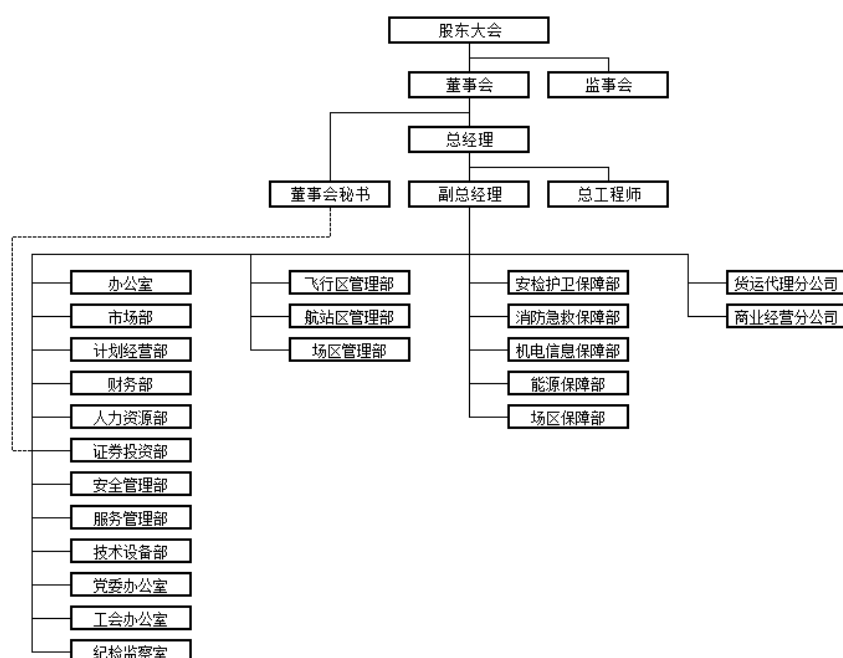 股东大会
董事会
监事会
总经理
董事会秘书
副总经理
总工程师
办公室
市场部
计划经营部
财务部
人力资源部
证券投资部
安全管理部
服务管理部
技术设备部
党委办公室
工会办公室
纪检监察室
飞行区管理部
航站区管理部
场区管理部
安检护卫保障部
消防急救保障部
机电信息保障部
能源保障部
场区保障部
货运代理分公司
商业经营分公司